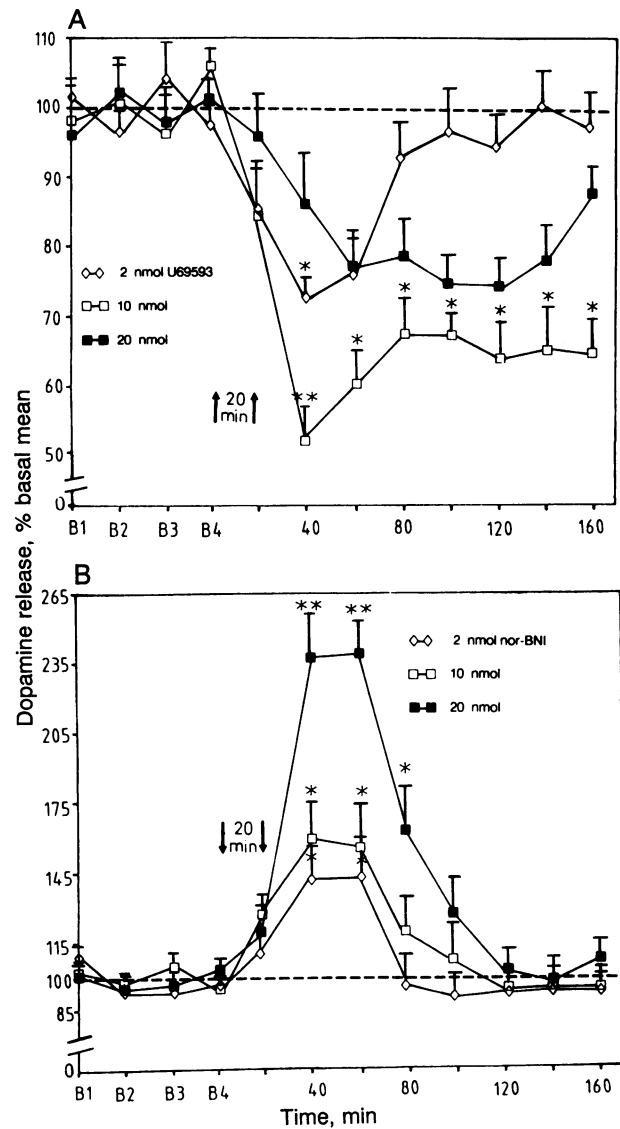 A
110
100
90
80
70
60
50
0
2 nmol U69593
10 nmol
20 nmol
20
min
*
**
*
*
*
*
*
*
B1 B2 B3 B4 40 80 120 160
Dopamine release, % basal mean
B
265
235
205
175
145
115
100
85
0
** **
*
* *
* *
2 nmol nor-BNI
10 nmol
20 nmol
20
min
B1 B2 B3 B4 40 80 120 160
Time, min